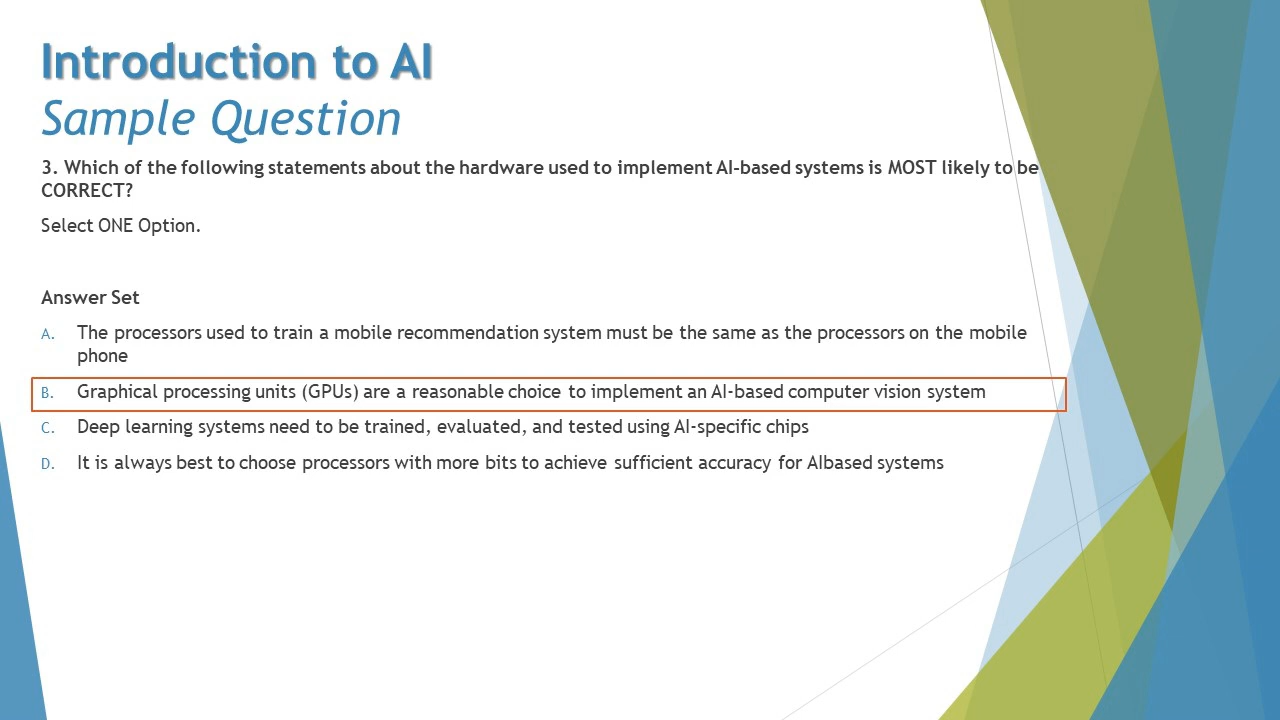 Introduction to AI
Sample Question
3. Which of the following statements about the hardware used to implement AI-based systems is MOST likely to be
CORRECT?
Select ONE Option.
Answer Set
A. The processors used to train a mobile recommendation system must be the same as the processors on the mobile
phone
B. Graphical processing units (GPUs) are a reasonable choice to implement an AI-based computer vision system
C. Deep learning systems need to be trained, evaluated, and tested using AI-specific chips
D. It is always best to choose processors with more bits to achieve sufficient accuracy for AIbased systems